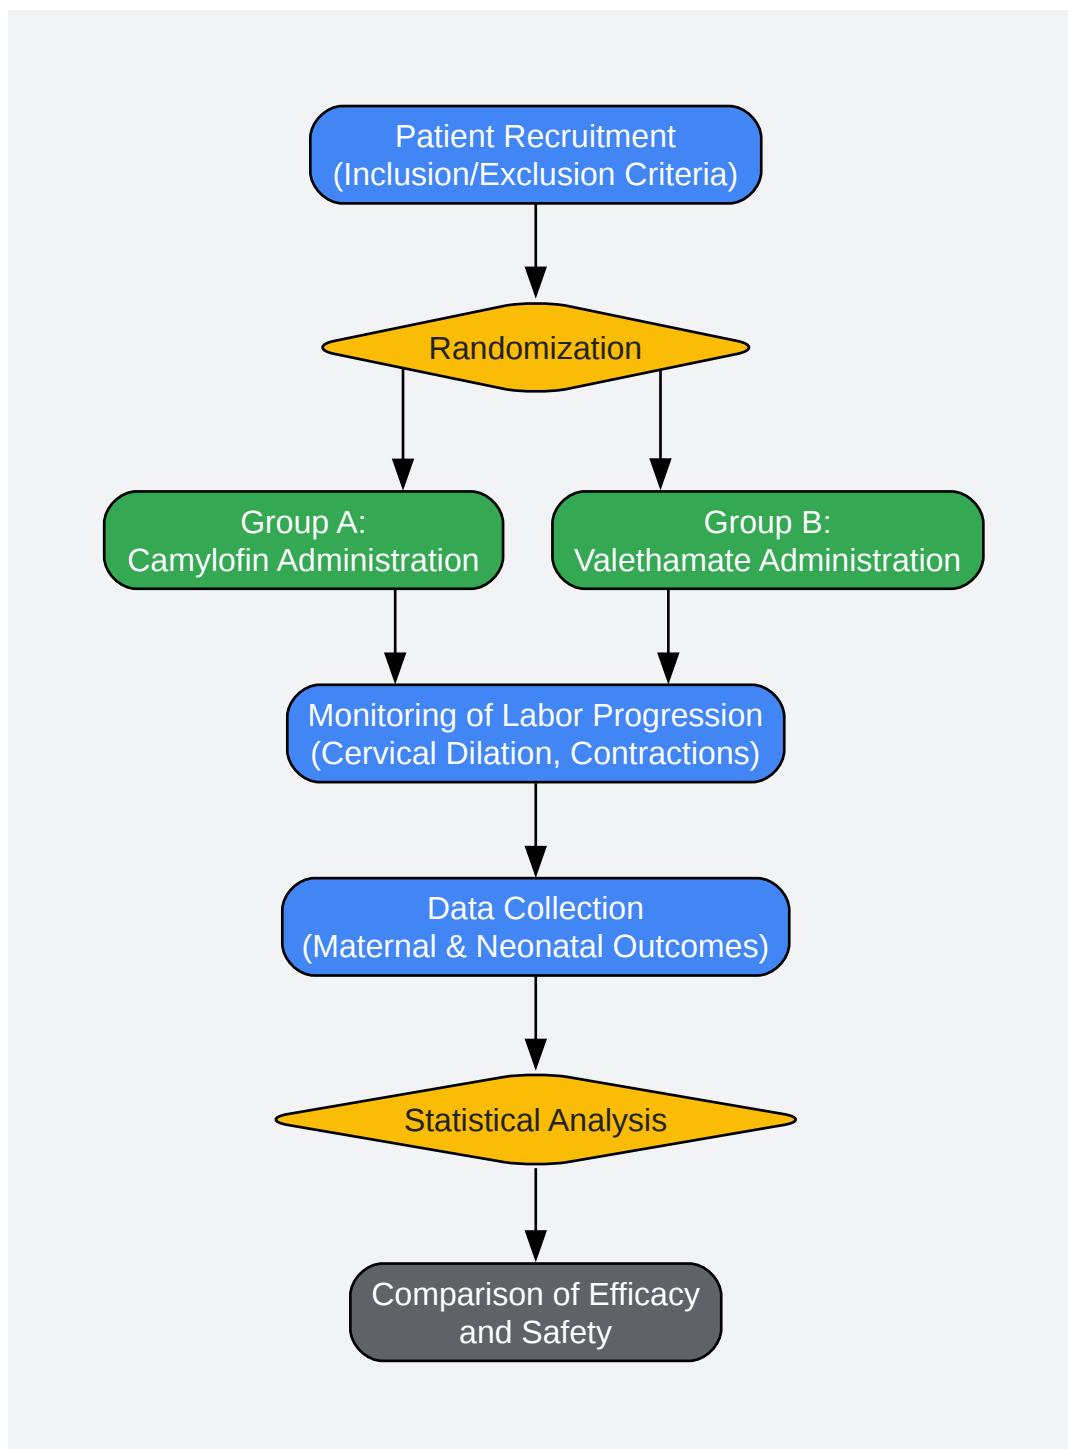 Patient Recruitment
(Inclusion/Exclusion Criteria)
Randomization
Group A:
Camylofin Administration
Group B:
Valethamate Administration
Monitoring of Labor Progression
(Cervical Dilation, Contractions)
Data Collection
(Maternal & Neonatal Outcomes)
Statistical Analysis
Comparison of Efficacy
and Safety